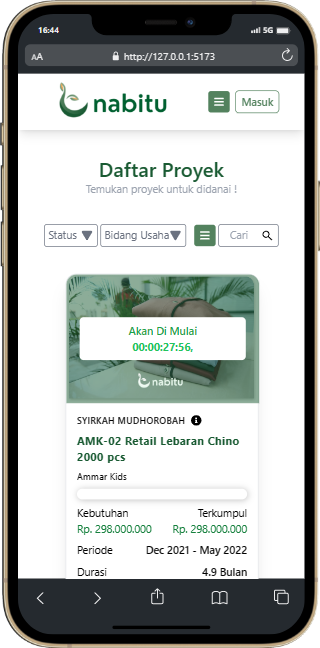 16:44
5G
AA
http://127.0.0.1:5173
nabitu
Masuk
Daftar Proyek
Temukan proyek untuk didanai !
Status
Bidang Usaha
Cari
Akan Di Mulai
00:00:27:56,
nabitu
SYIRKAH MUDHOROBAH
AMK-02 Retail Lebaran Chino
2000 pcs
Ammar Kids
Kebutuhan Terkumpul
Rp. 298.000.000 Rp. 298.000.000
Periode Dec 2021 - May 2022
Durasi 4.9 Bulan